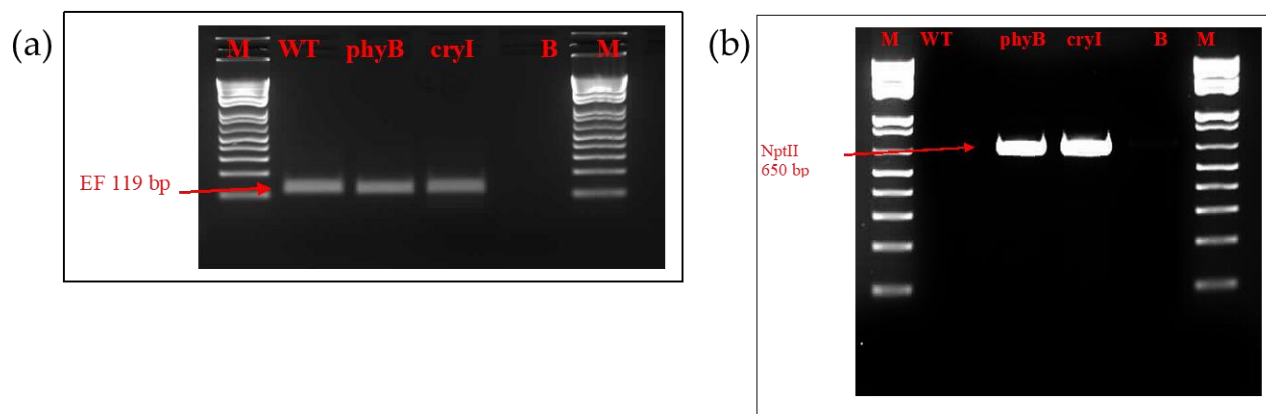 (a)
M WT phyB cryI B M
EF 119 bp
(b)
M WT phyB cryI B M
NptII
650 bp